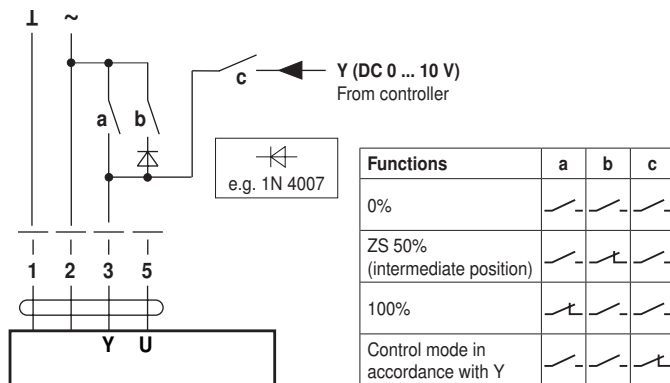 ⊥ ~
a b c
Y (DC 0 ... 10 V)
From controller
e.g. 1N 4007
1 2 3 5
Y U
Functions a b c
0%
ZS 50%
(intermediate position)
100%
Control mode in
accordance with Y